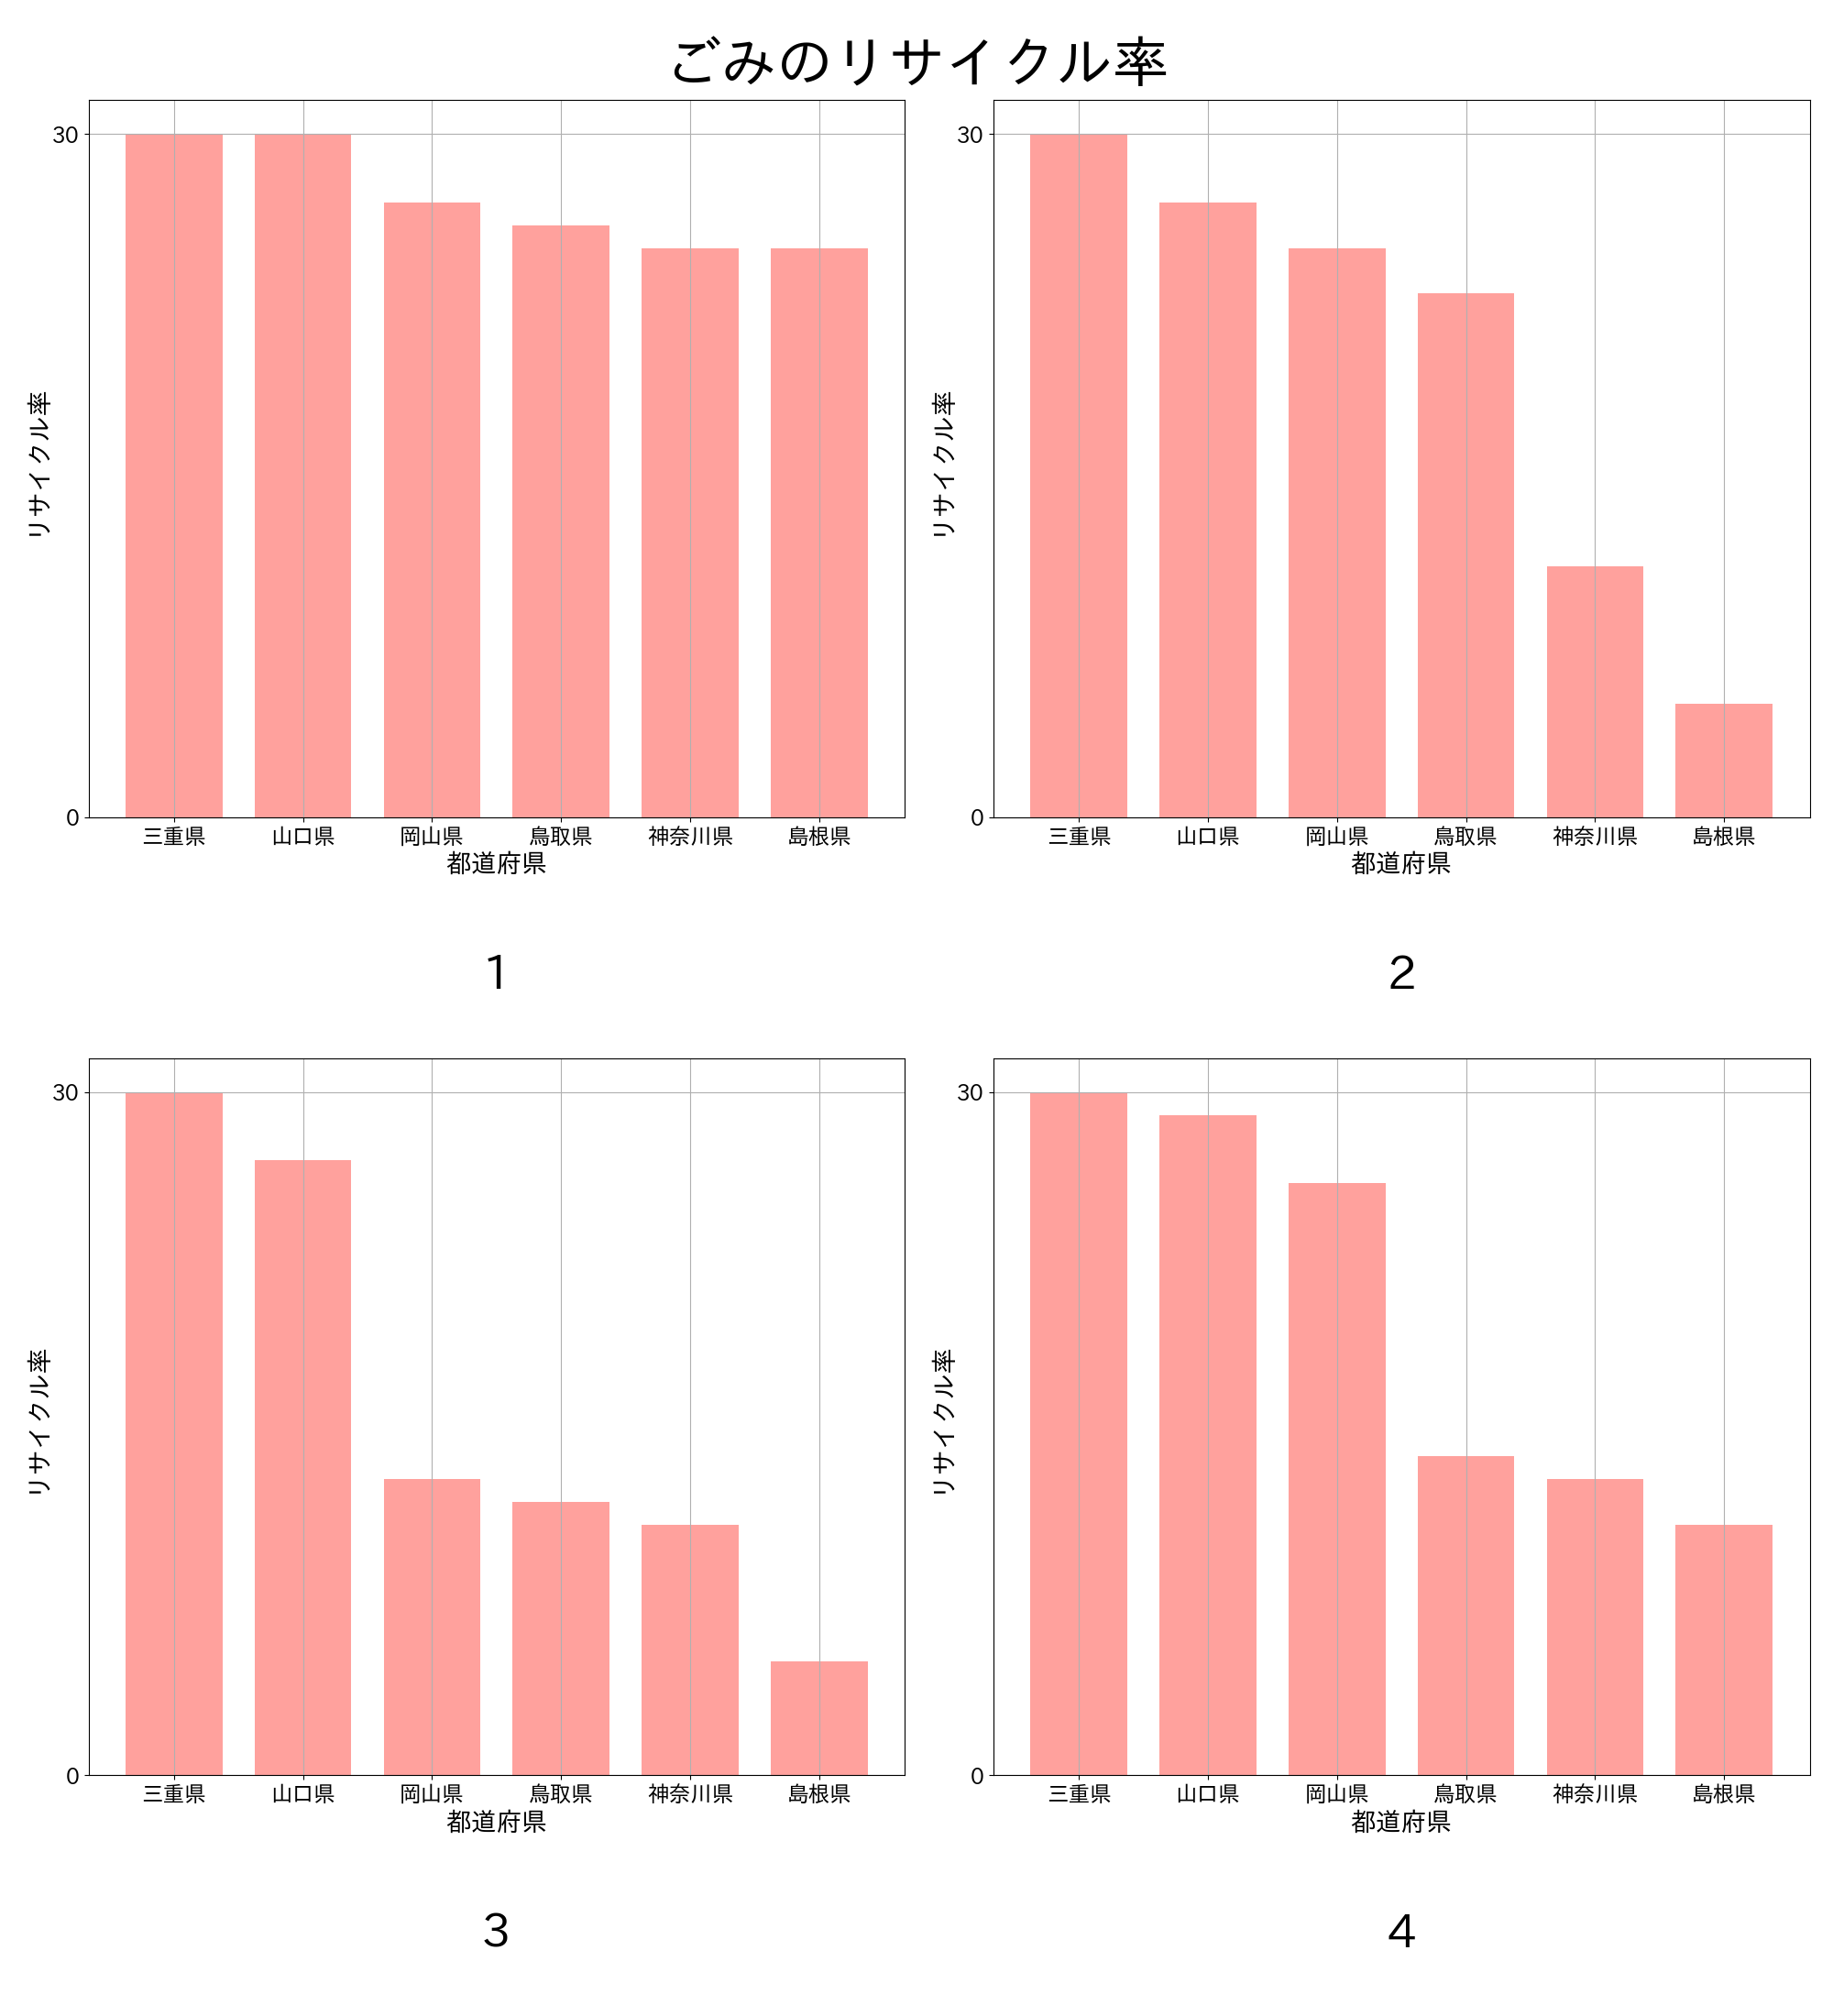 ごみのリサイクル率
30
0
リサイクル率
三重県 山口県 岡山県 鳥取県 神奈川県 島根県
都道府県
1
30
0
リサイクル率
三重県 山口県 岡山県 鳥取県 神奈川県 島根県
都道府県
2
30
0
リサイクル率
三重県 山口県 岡山県 鳥取県 神奈川県 島根県
都道府県
3
30
0
リサイクル率
三重県 山口県 岡山県 鳥取県 神奈川県 島根県
都道府県
4